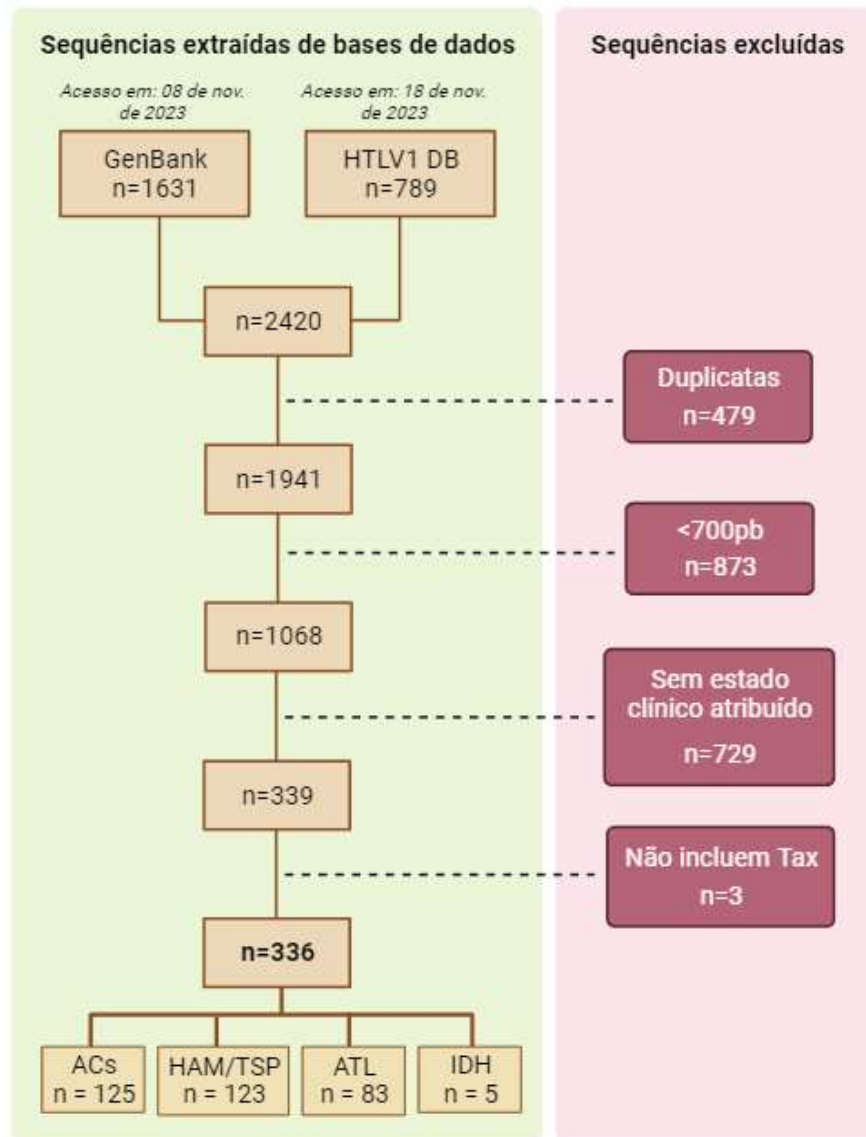 Sequências extraídas de bases de dados
Sequências excluídas
Acesso em: 08 de nov.
de 2023
Acesso em: 18 de nov.
de 2023
GenBank
n=1631
HTLV1 DB
n=789
n=2420
Duplicatas
n=479
n=1941
<700pb
n=873
n=1068
Sem estado
clínico atribuído
n=729
n=339
Não incluem Tax
n=3
n=336
ACs
n = 125
HAM/TSP
n = 123
ATL
n = 83
IDH
n = 5